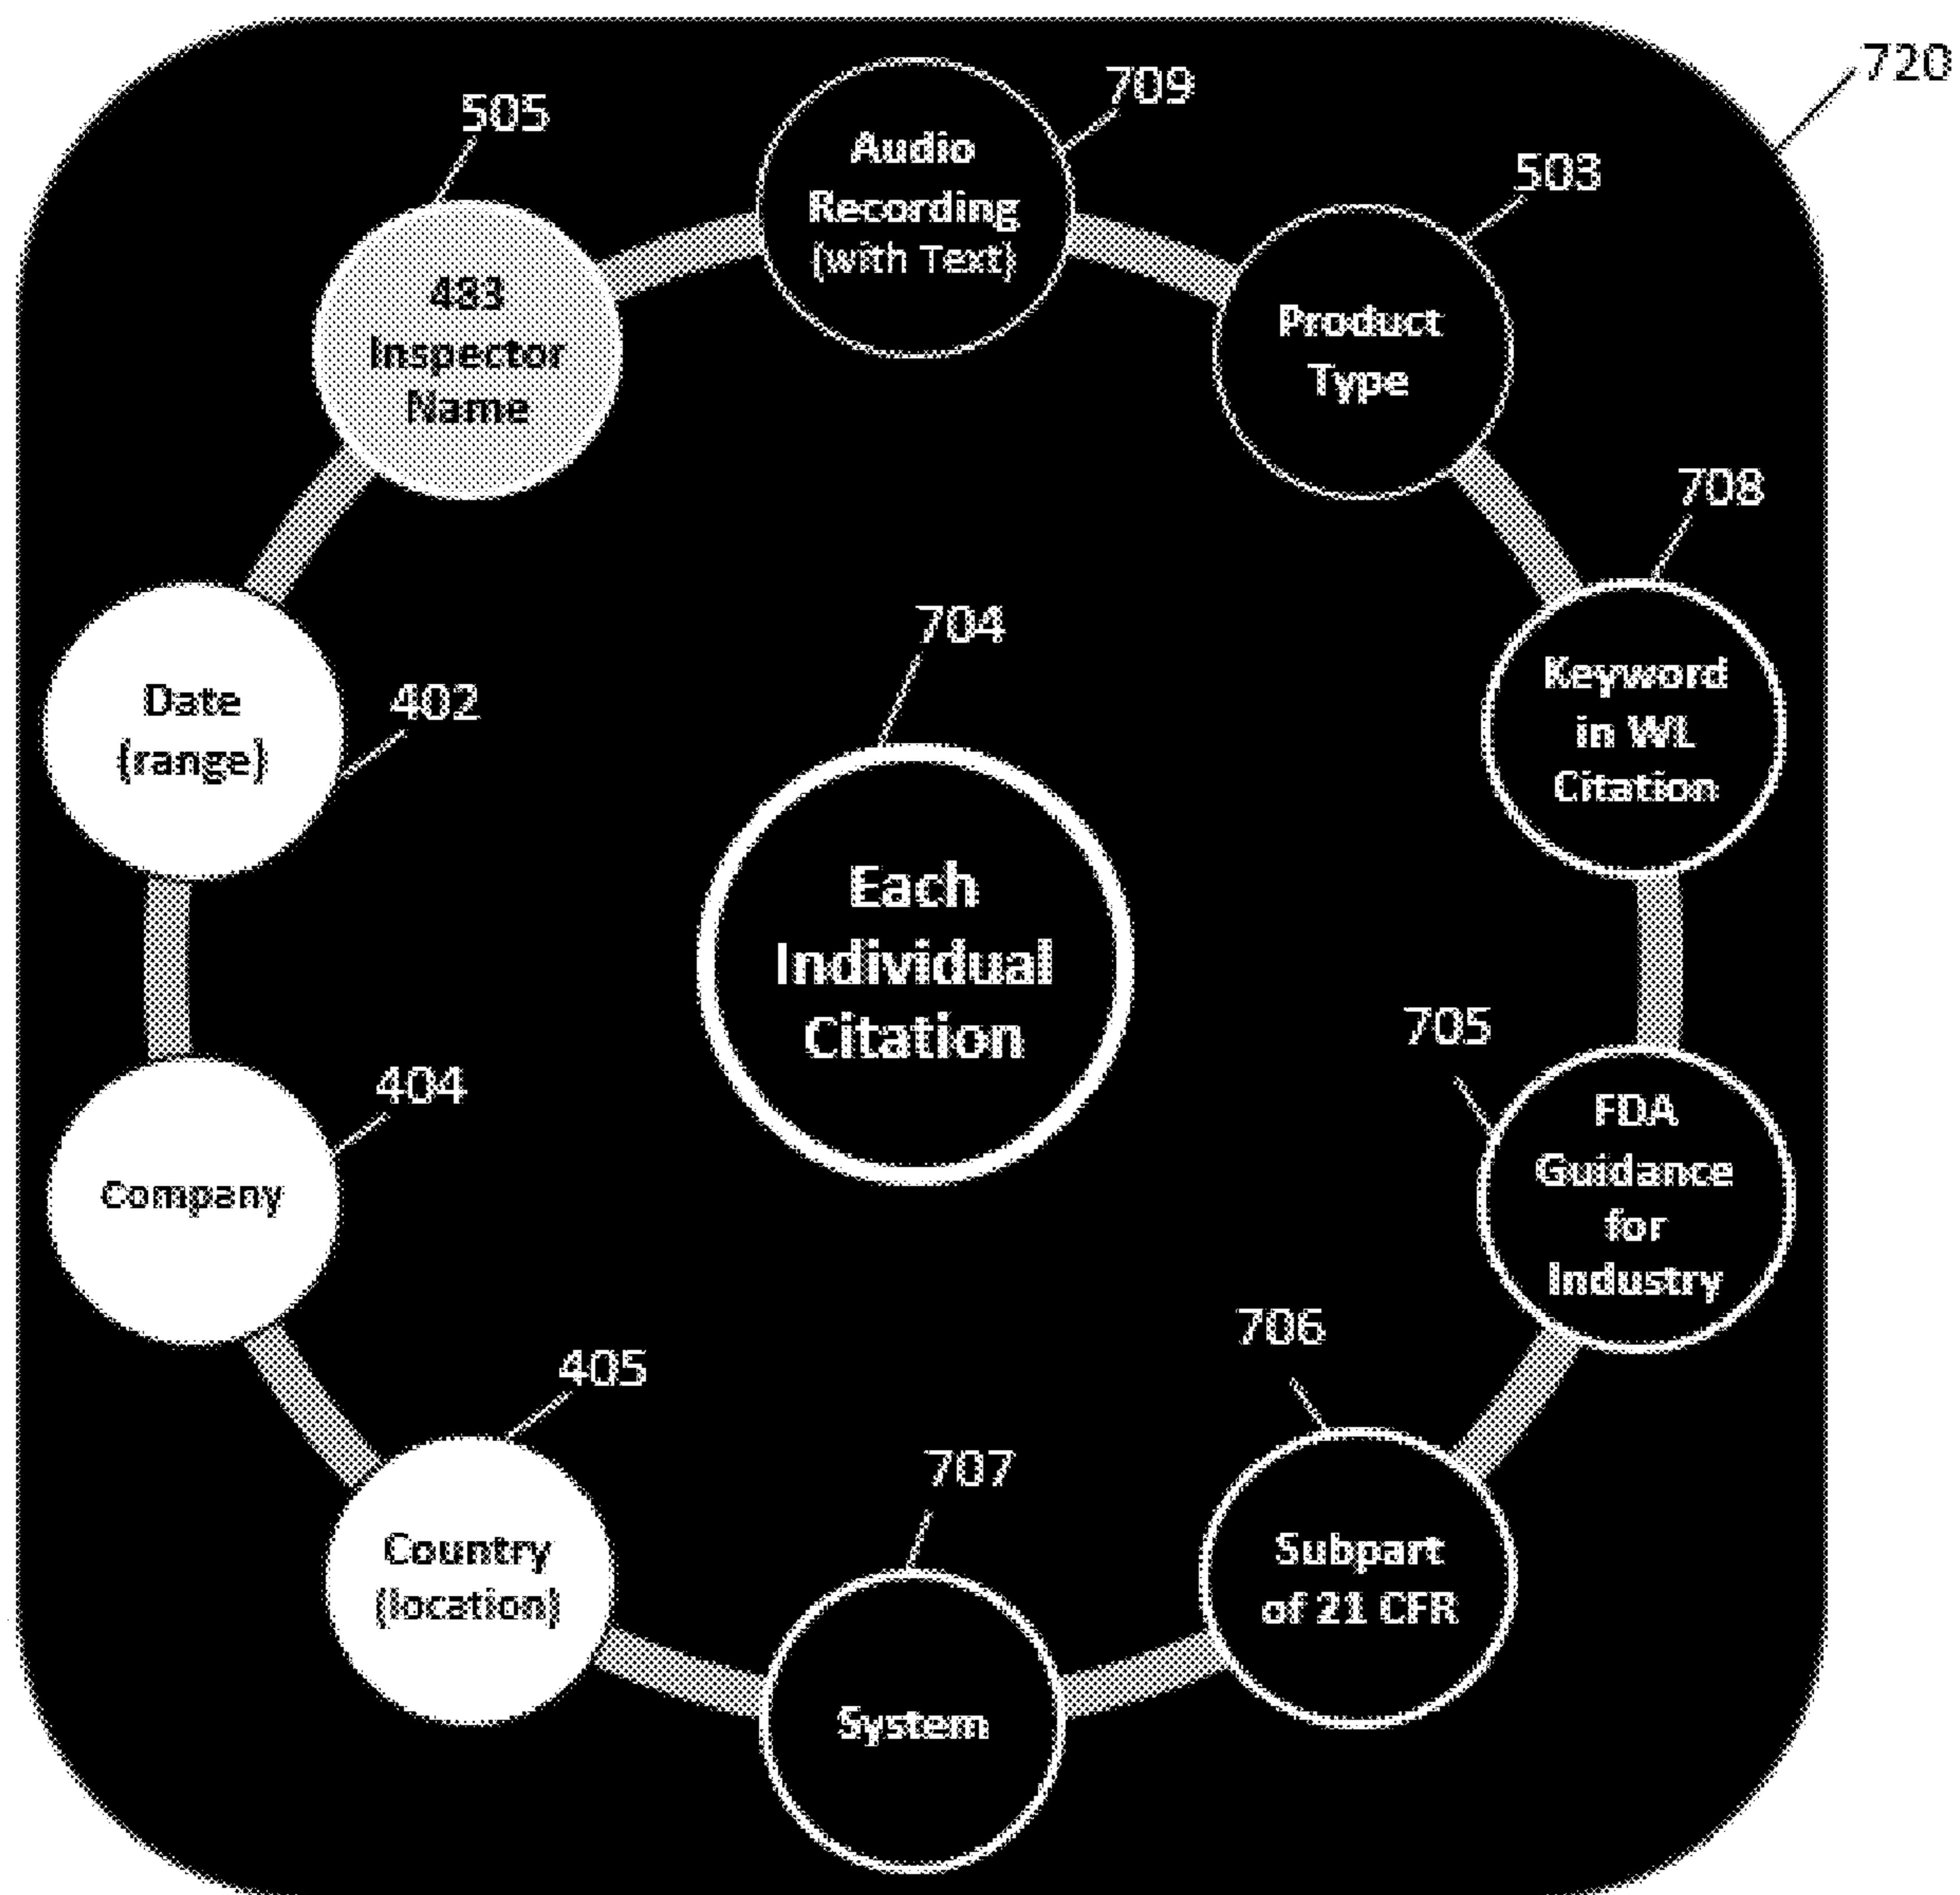 720
709
Audio
Recording
(with Text)
505
483
Inspector
Name
503
Product
Type
708
Keyword
in WL
Citation
Date
(range)
402
704
Each
Individual
Citation
705
FDA
Guidance
for
Industry
404
Company
706
Subpart
of 21 CFR
405
Country
(location)
707
System